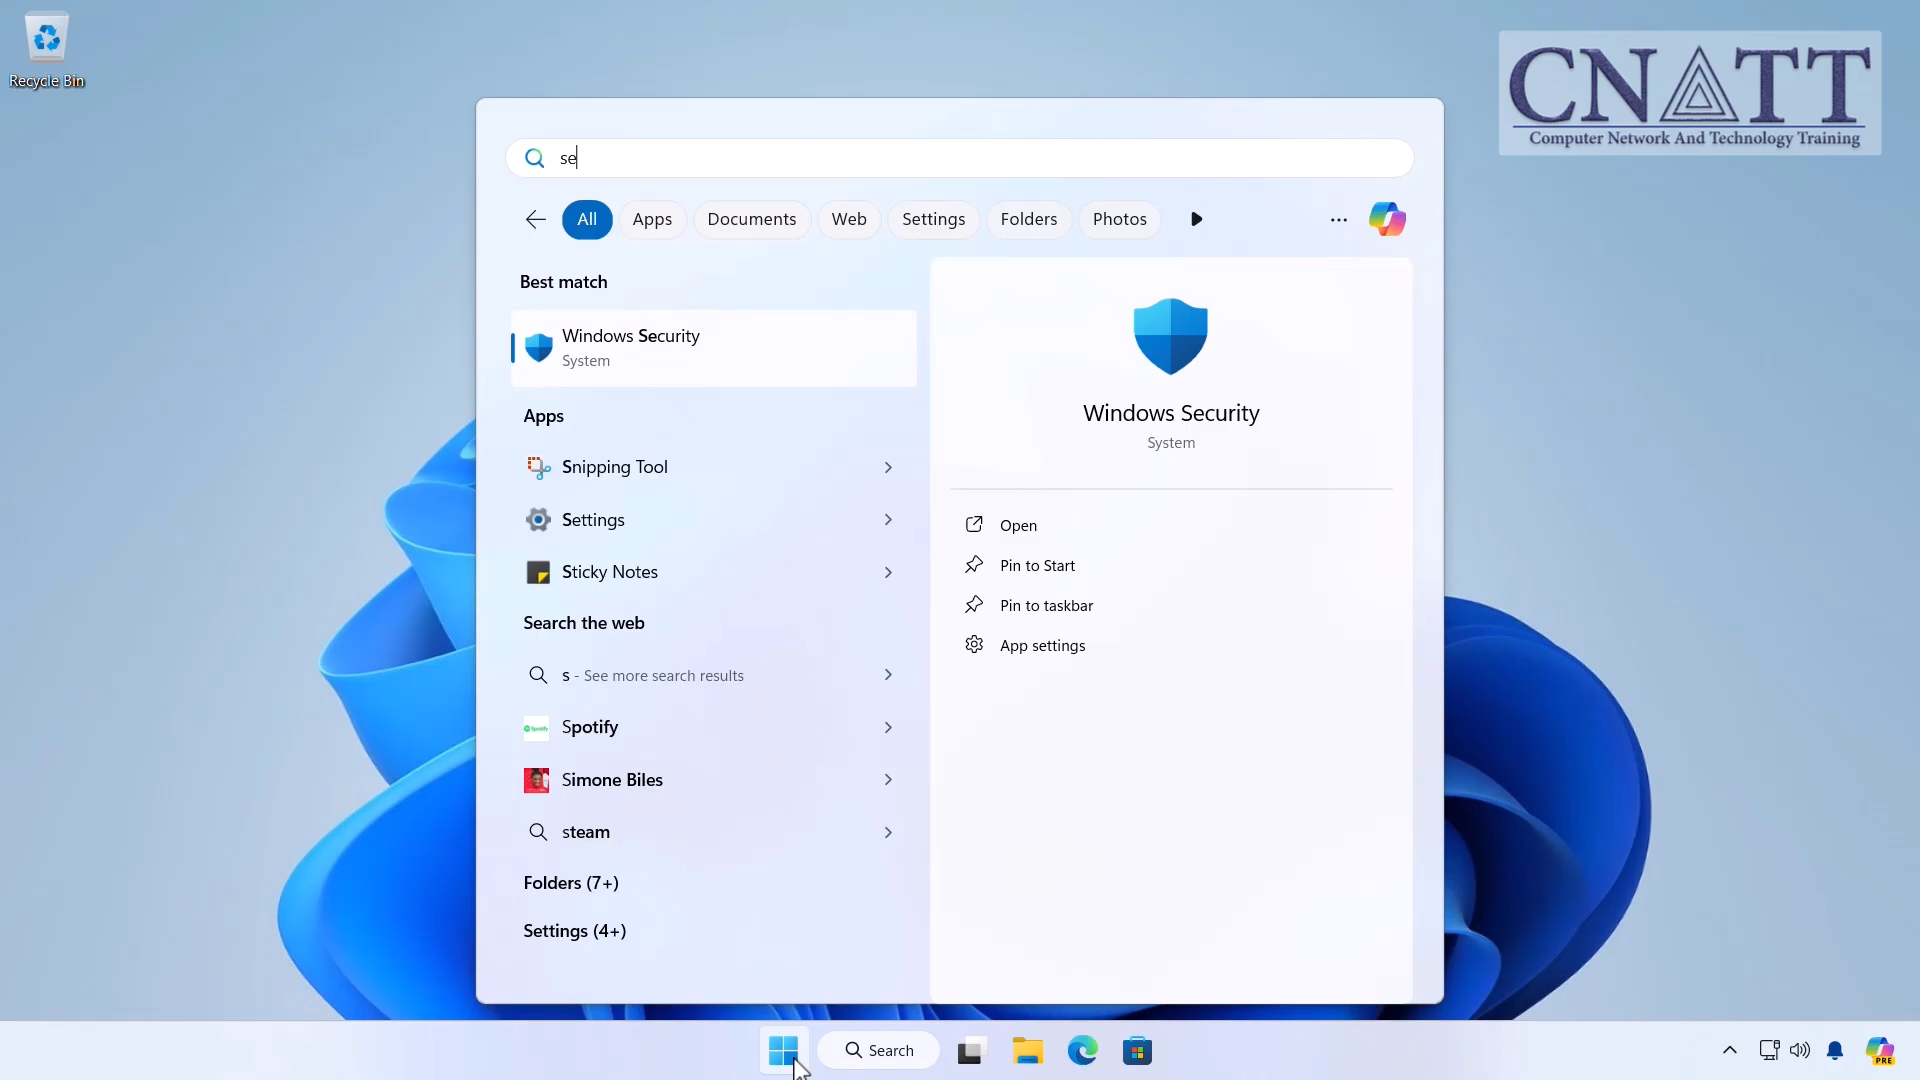 Recycle Bin
CNATT
Computer Network And Technology Training
se
All
Apps
Documents
Web
Settings
Folders
Photos
Best match
Windows Security
System
Apps
Snipping Tool
Settings
Sticky Notes
Search the web
s - See more search results
Spotify
Spotify
Simone Biles
steam
Folders (7+)
Settings (4+)
Windows Security
System
Open
Pin to Start
Pin to taskbar
App settings
Search
PRE